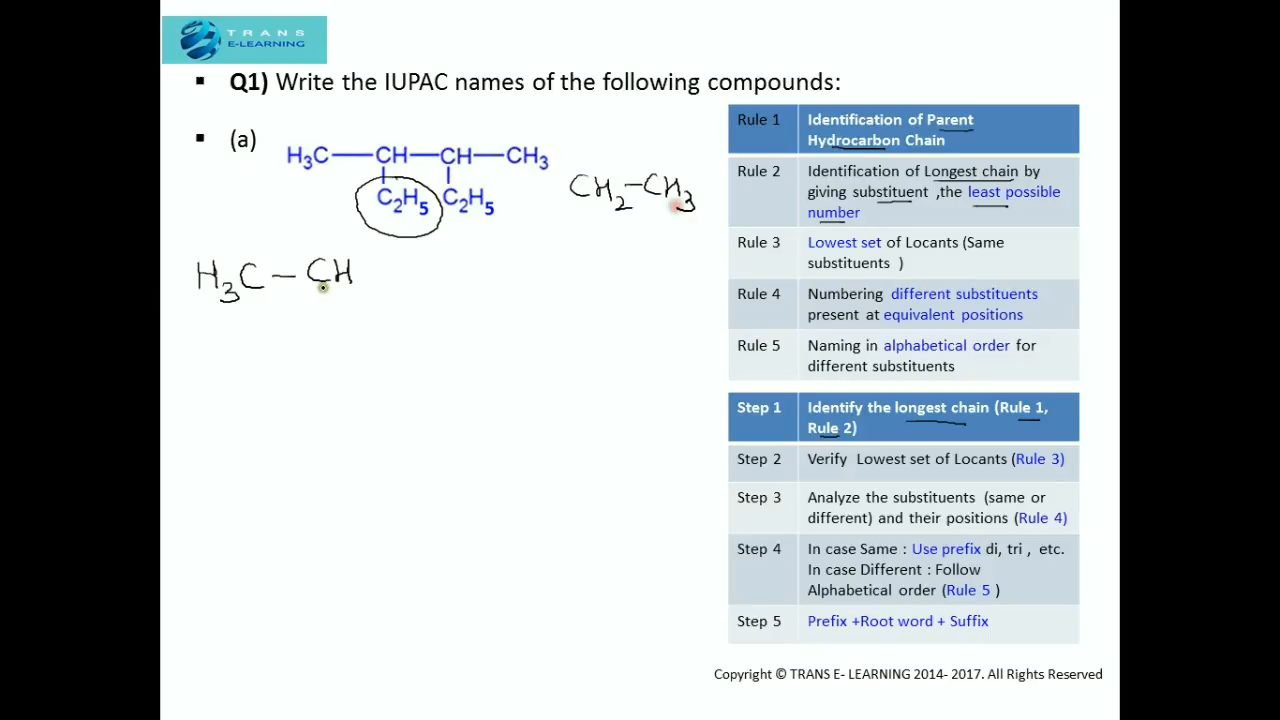 TRANS
E-LEARNING
▪ Q1) Write the IUPAC names of the following compounds:
▪ (a)
H₃C—CH—CH—CH₃
C₂H₅ C₂H₅
CH₂–CH₃
H₃C – CH
Rule 1 Identification of Parent
Hydrocarbon Chain
Rule 2 Identification of Longest chain by
giving substituent ,the least possible
number
Rule 3 Lowest set of Locants (Same
substituents )
Rule 4 Numbering different substituents
present at equivalent positions
Rule 5 Naming in alphabetical order for
different substituents
Step 1 Identify the longest chain (Rule 1,
Rule 2)
Step 2 Verify Lowest set of Locants (Rule 3)
Step 3 Analyze the substituents (same or
different) and their positions (Rule 4)
Step 4 In case Same : Use prefix di, tri , etc.
In case Different : Follow
Alphabetical order (Rule 5 )
Step 5 Prefix +Root word + Suffix
Copyright © TRANS E- LEARNING 2014- 2017. All Rights Reserved